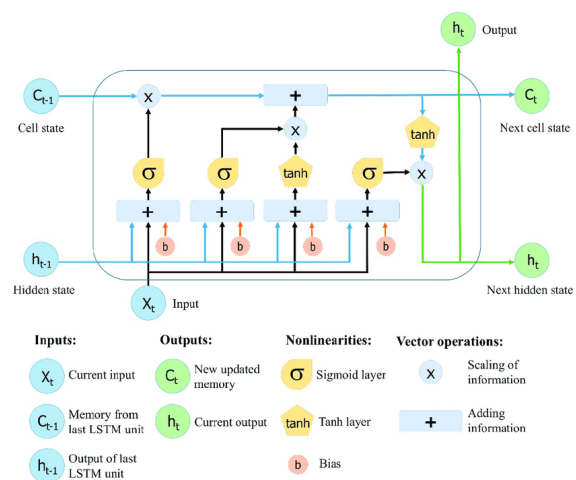 ht
Output
Ct-1
x
+
Ct
Cell state
Next cell state
tanh
x
x
σ
σ
tanh
σ
+
+
+
+
b
b
b
b
ht-1
ht
Hidden state
Next hidden state
Xt
Input
Inputs:
Outputs:
Nonlinearities:
Vector operations:
Xt
Current input
Ct
New updated
memory
σ
Sigmoid layer
x
Scaling of
information
Ct-1
Memory from
last LSTM unit
ht
Current output
tanh
Tanh layer
+
Adding
information
ht-1
Output of last
LSTM unit
b
Bias